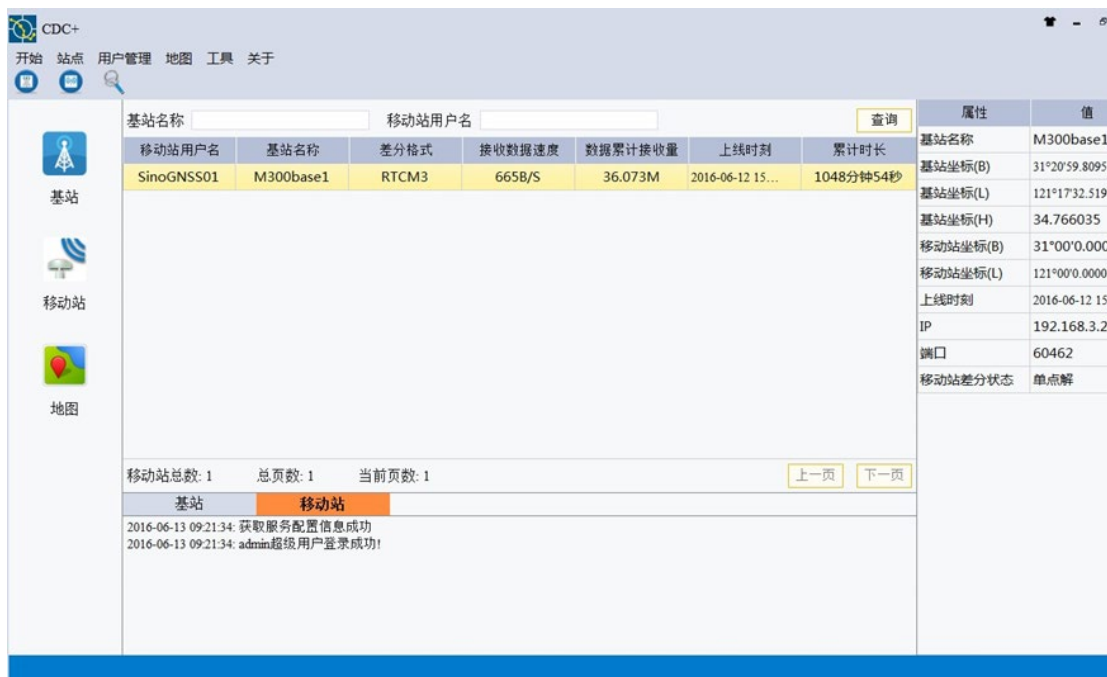 CDC+
开始 站点 用户管理 地图 工具 关于
基站
移动站
地图
基站名称 移动站用户名 查询
移动站用户名 基站名称 差分格式 接收数据速度 数据累计接收量 上线时刻 累计时长
SinoGNSS01 M300base1 RTCM3 665B/S 36.073M 2016-06-12 15... 1048分钟54秒
移动站总数: 1 总页数: 1 当前页数: 1 上一页 下一页
基站 移动站
2016-06-13 09:21:34: 获取服务配置信息成功
2016-06-13 09:21:34: admin超级用户登录成功!
属性 值
基站名称 M300base1
基站坐标(B) 31°20'59.8095
基站坐标(L) 121°17'32.519
基站坐标(H) 34.766035
移动站坐标(B) 31°00'0.000
移动站坐标(L) 121°00'0.0000
上线时刻 2016-06-12 15
IP 192.168.3.2
端口 60462
移动站差分状态 单点解